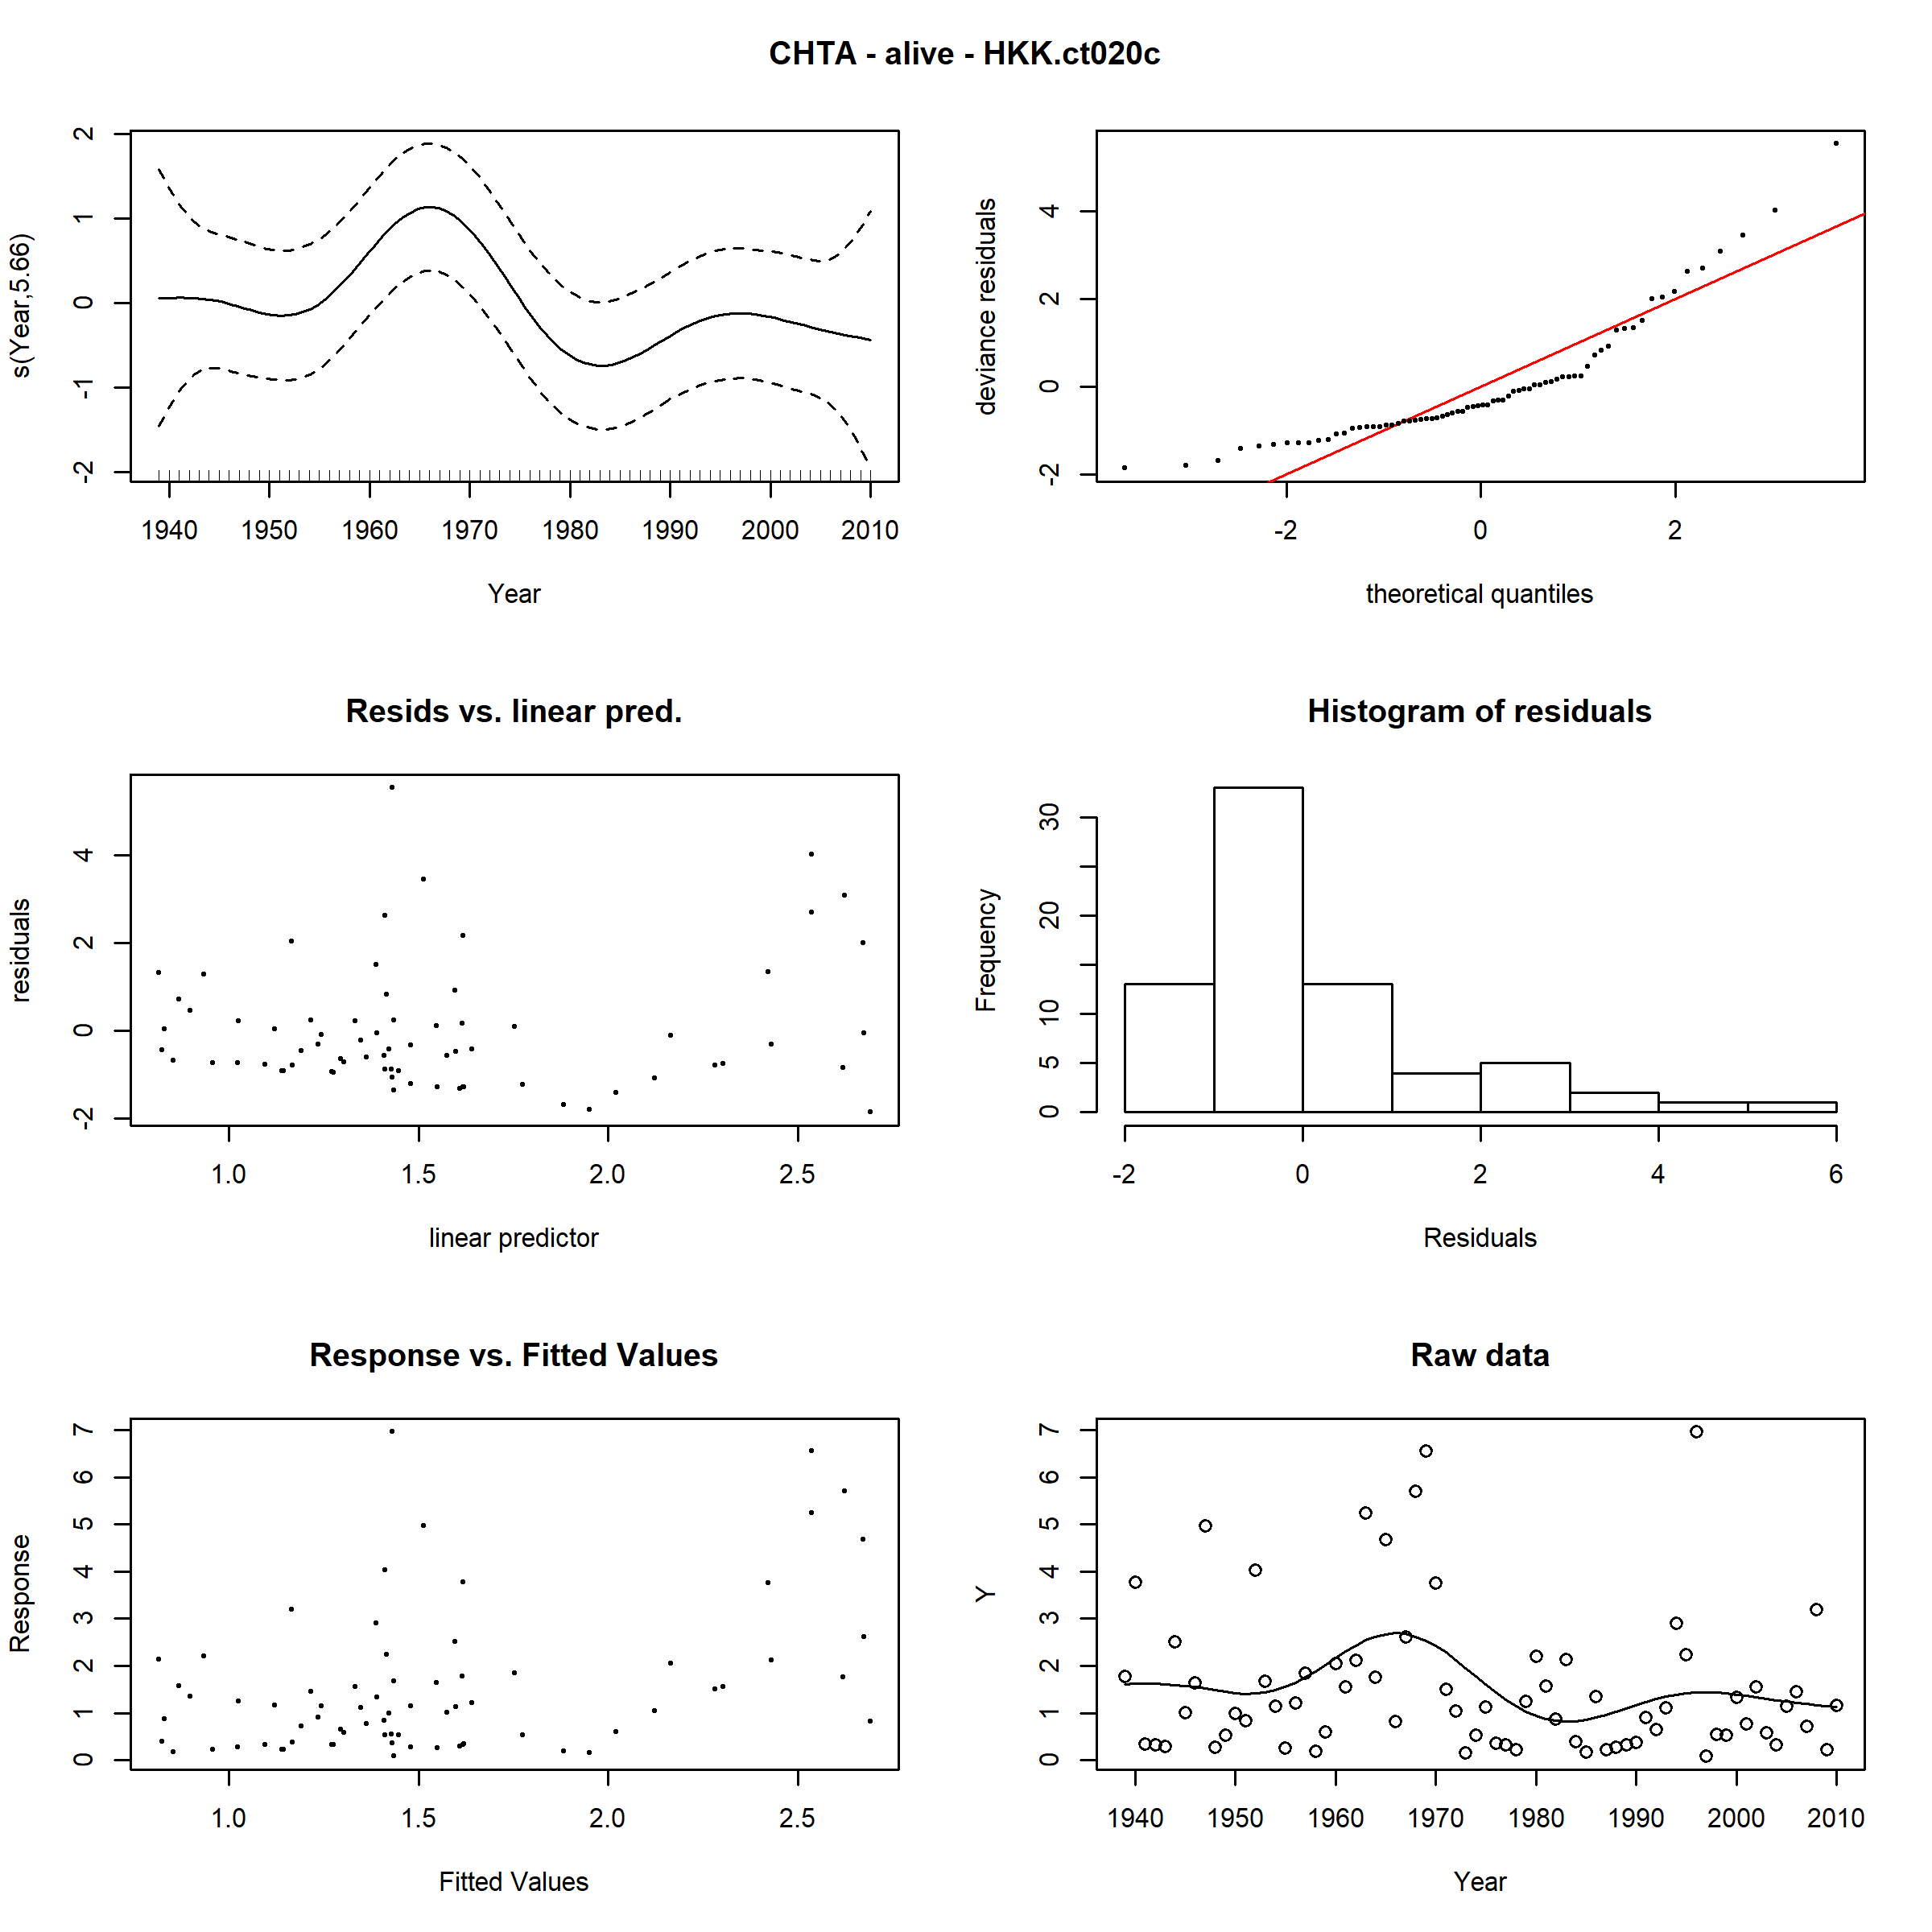 CHTA - alive - HKK.ct020c
s(Year,5.66)
2
1
0
-1
-2
1940 1950 1960 1970 1980 1990 2000 2010
Year
deviance residuals
4
2
0
-2
-2 0 2
theoretical quantiles
Resids vs. linear pred.
residuals
4
2
0
-2
1.0 1.5 2.0 2.5
linear predictor
Histogram of residuals
Frequency
30
20
10
5
0
-2 0 2 4 6
Residuals
Response vs. Fitted Values
Response
7
6
5
4
3
2
1
0
1.0 1.5 2.0 2.5
Fitted Values
Raw data
Y
7
6
5
4
3
2
1
0
1940 1950 1960 1970 1980 1990 2000 2010
Year